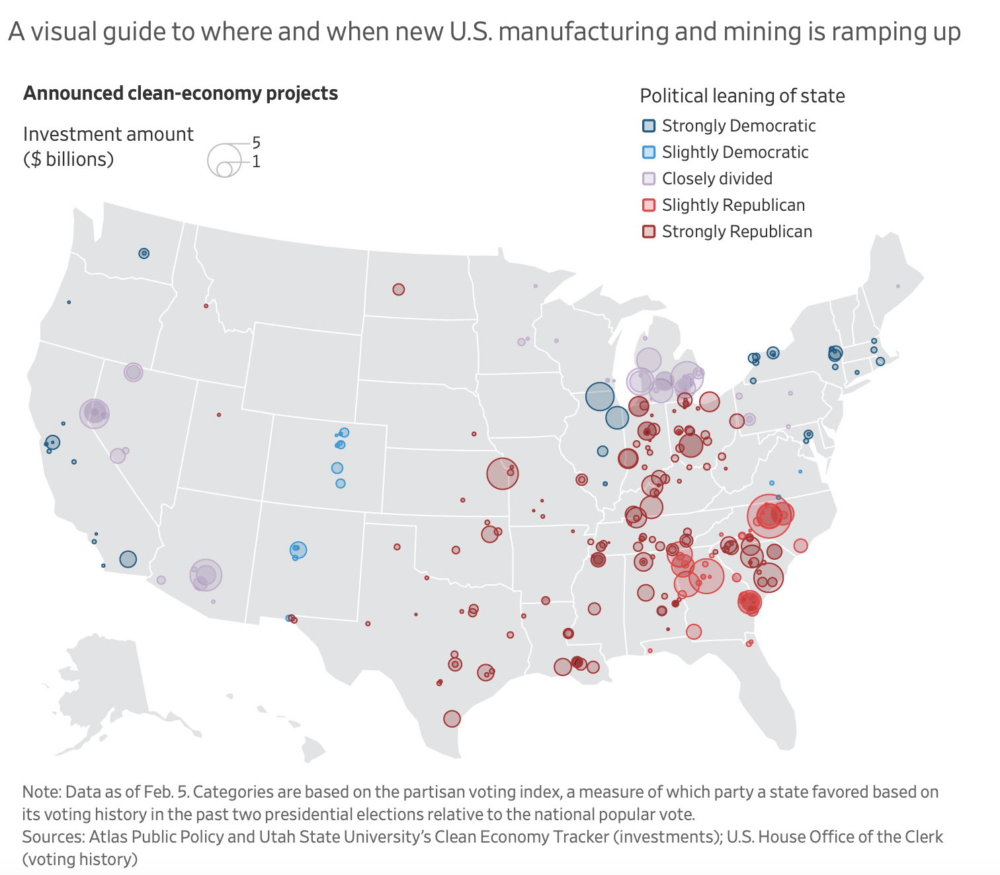 A visual guide to where and when new U.S. manufacturing and mining is ramping up
Announced clean-economy projects
Investment amount
($ billions)
5
1
Political leaning of state
Strongly Democratic
Slightly Democratic
Closely divided
Slightly Republican
Strongly Republican
Note: Data as of Feb. 5. Categories are based on the partisan voting index, a measure of which party a state favored based on
its voting history in the past two presidential elections relative to the national popular vote.
Sources: Atlas Public Policy and Utah State University’s Clean Economy Tracker (investments); U.S. House Office of the Clerk
(voting history)